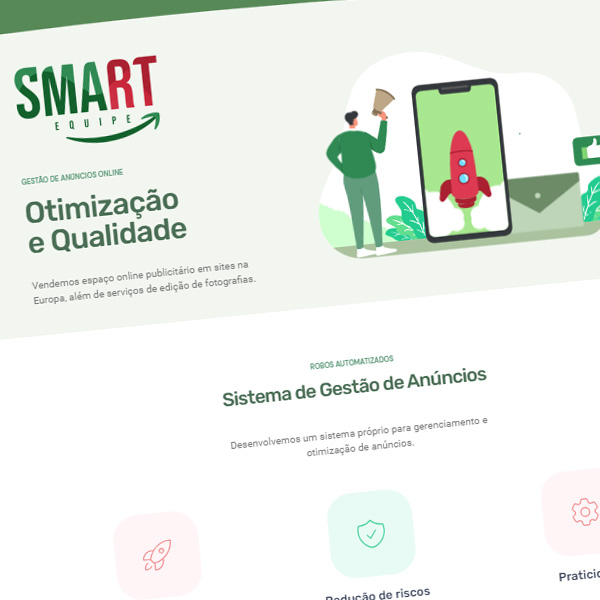 SMART
EQUIPE
GESTÃO DE ANÚNCIOS ONLINE
Otimização
e Qualidade
Vendemos espaço online publicitário em sites na
Europa, além de serviços de edição de fotografias.
ROBOS AUTOMATIZADOS
Sistema de Gestão de Anúncios
Desenvolvemos um sistema próprio para gerenciamento e
otimização de anúncios.
Redução de riscos